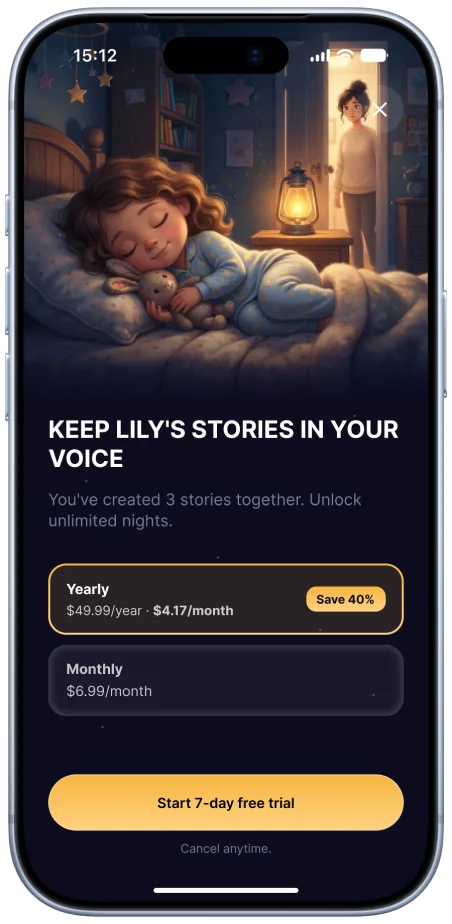 15:12
KEEP LILY'S STORIES IN YOUR
VOICE
You've created 3 stories together. Unlock
unlimited nights.
Yearly
$49.99/year · $4.17/month
Save 40%
Monthly
$6.99/month
Start 7-day free trial
Cancel anytime.